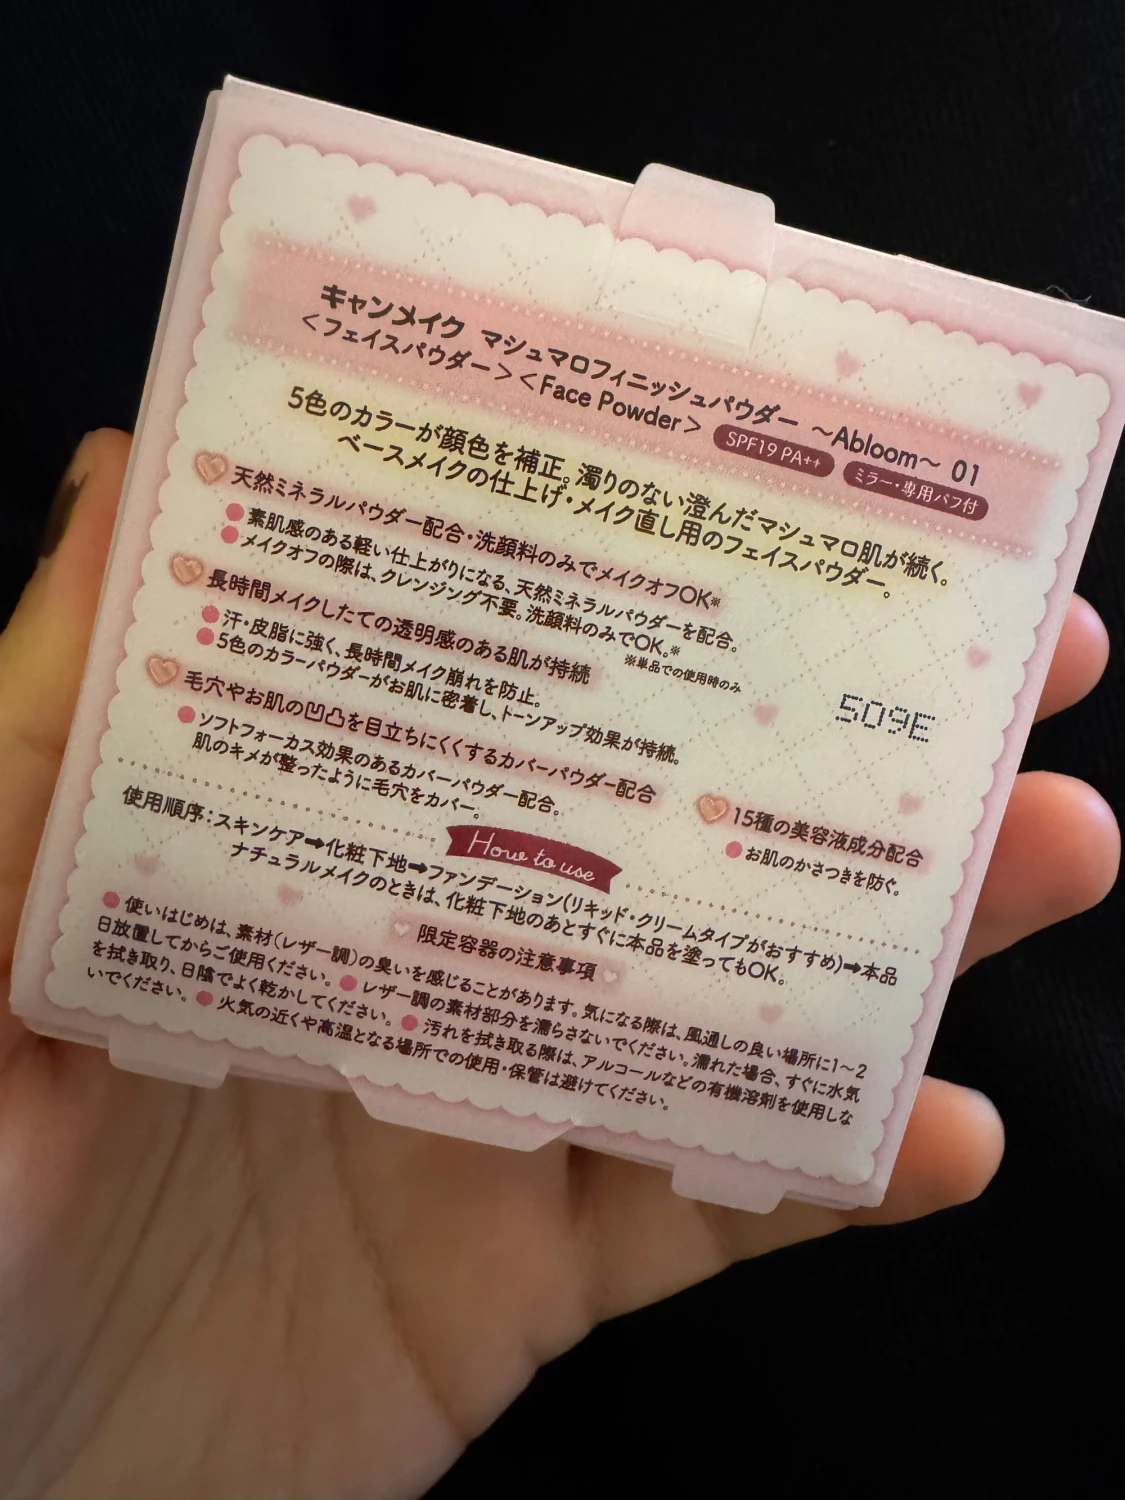 キャンメイク マシュマロフィニッシュパウダー ～Abloom～ 01
＜フェイスパウダー＞＜Face Powder＞
SPF19 PA++
ミラー・専用パフ付
5色のカラーが顔色を補正。濁りのない澄んだマシュマロ肌が続く。
ベースメイクの仕上げ・メイク直し用のフェイスパウダー。
天然ミネラルパウダー配合・洗顔料のみでメイクオフOK※
素肌感のある軽い仕上がりになる、天然ミネラルパウダーを配合。
メイクオフの際は、クレンジング不要。洗顔料のみでOK。※
※単品での使用時のみ
長時間メイクしたての透明感のある肌が持続
汗・皮脂に強く、長時間メイク崩れを防止。
5色のカラーパウダーがお肌に密着し、トーンアップ効果が持続。
509E
毛穴やお肌の凹凸を目立ちにくくするカバーパウダー配合
ソフトフォーカス効果のあるカバーパウダー配合。
肌のキメが整ったように毛穴をカバー。
15種の美容液成分配合
お肌のかさつきを防ぐ。
How to use
使用順序：スキンケア➡化粧下地➡ファンデーション(リキッド・クリームタイプがおすすめ)➡本品
ナチュラルメイクのときは、化粧下地のあとすぐに本品を塗ってもOK。
限定容器の注意事項
● 使いはじめは、素材(レザー調)の臭いを感じることがあります。気になる際は、風通しの良い場所に1～2
日放置してからご使用ください。● レザー調の素材部分を濡らさないでください。濡れた場合、すぐに水気
を拭き取り、日陰でよく乾かしてください。● 汚れを拭き取る際は、アルコールなどの有機溶剤を使用しな
いでください。● 火気の近くや高温となる場所での使用・保管は避けてください。